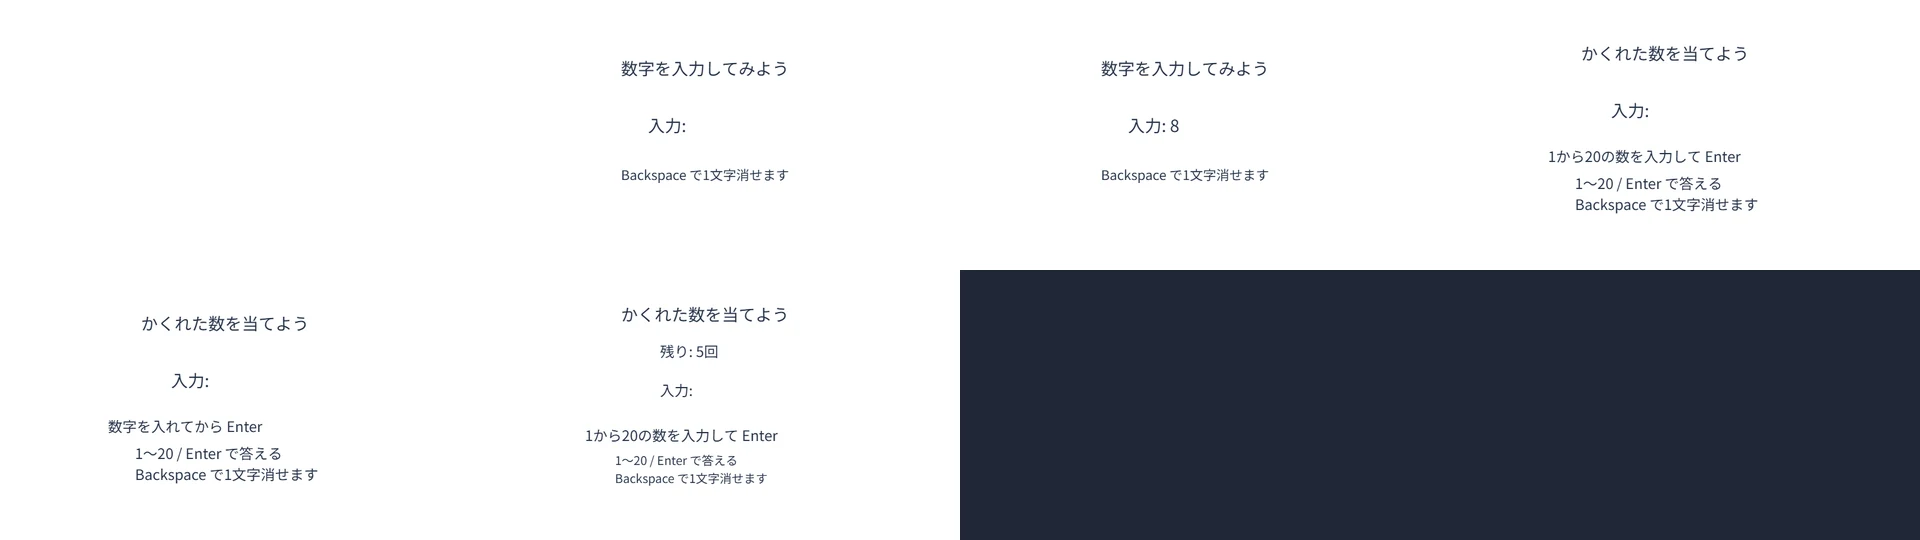 数字を入力してみよう
入力:
Backspace で1文字消せます
数字を入力してみよう
入力: 8
Backspace で1文字消せます
かくれた数を当てよう
入力:
1から20の数を入力して Enter
1〜20 / Enter で答える
Backspace で1文字消せます
かくれた数を当てよう
入力:
数字を入れてから Enter
1〜20 / Enter で答える
Backspace で1文字消せます
かくれた数を当てよう
残り: 5回
入力:
1から20の数を入力して Enter
1〜20 / Enter で答える
Backspace で1文字消せます